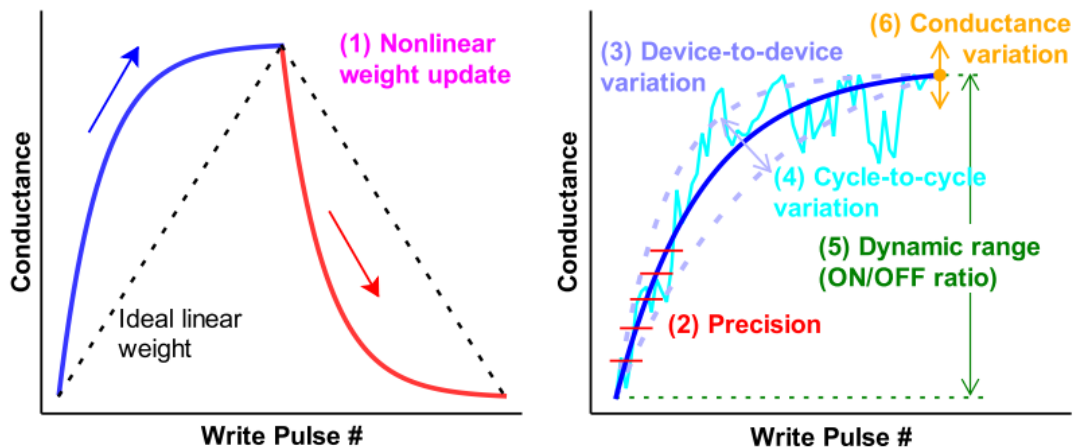 (1) Nonlinear
weight update
Ideal linear
weight
Conductance
Write Pulse #
(6) Conductance
variation
(3) Device-to-device
variation
(4) Cycle-to-cycle
variation
(5) Dynamic range
(ON/OFF ratio)
(2) Precision
Conductance
Write Pulse #